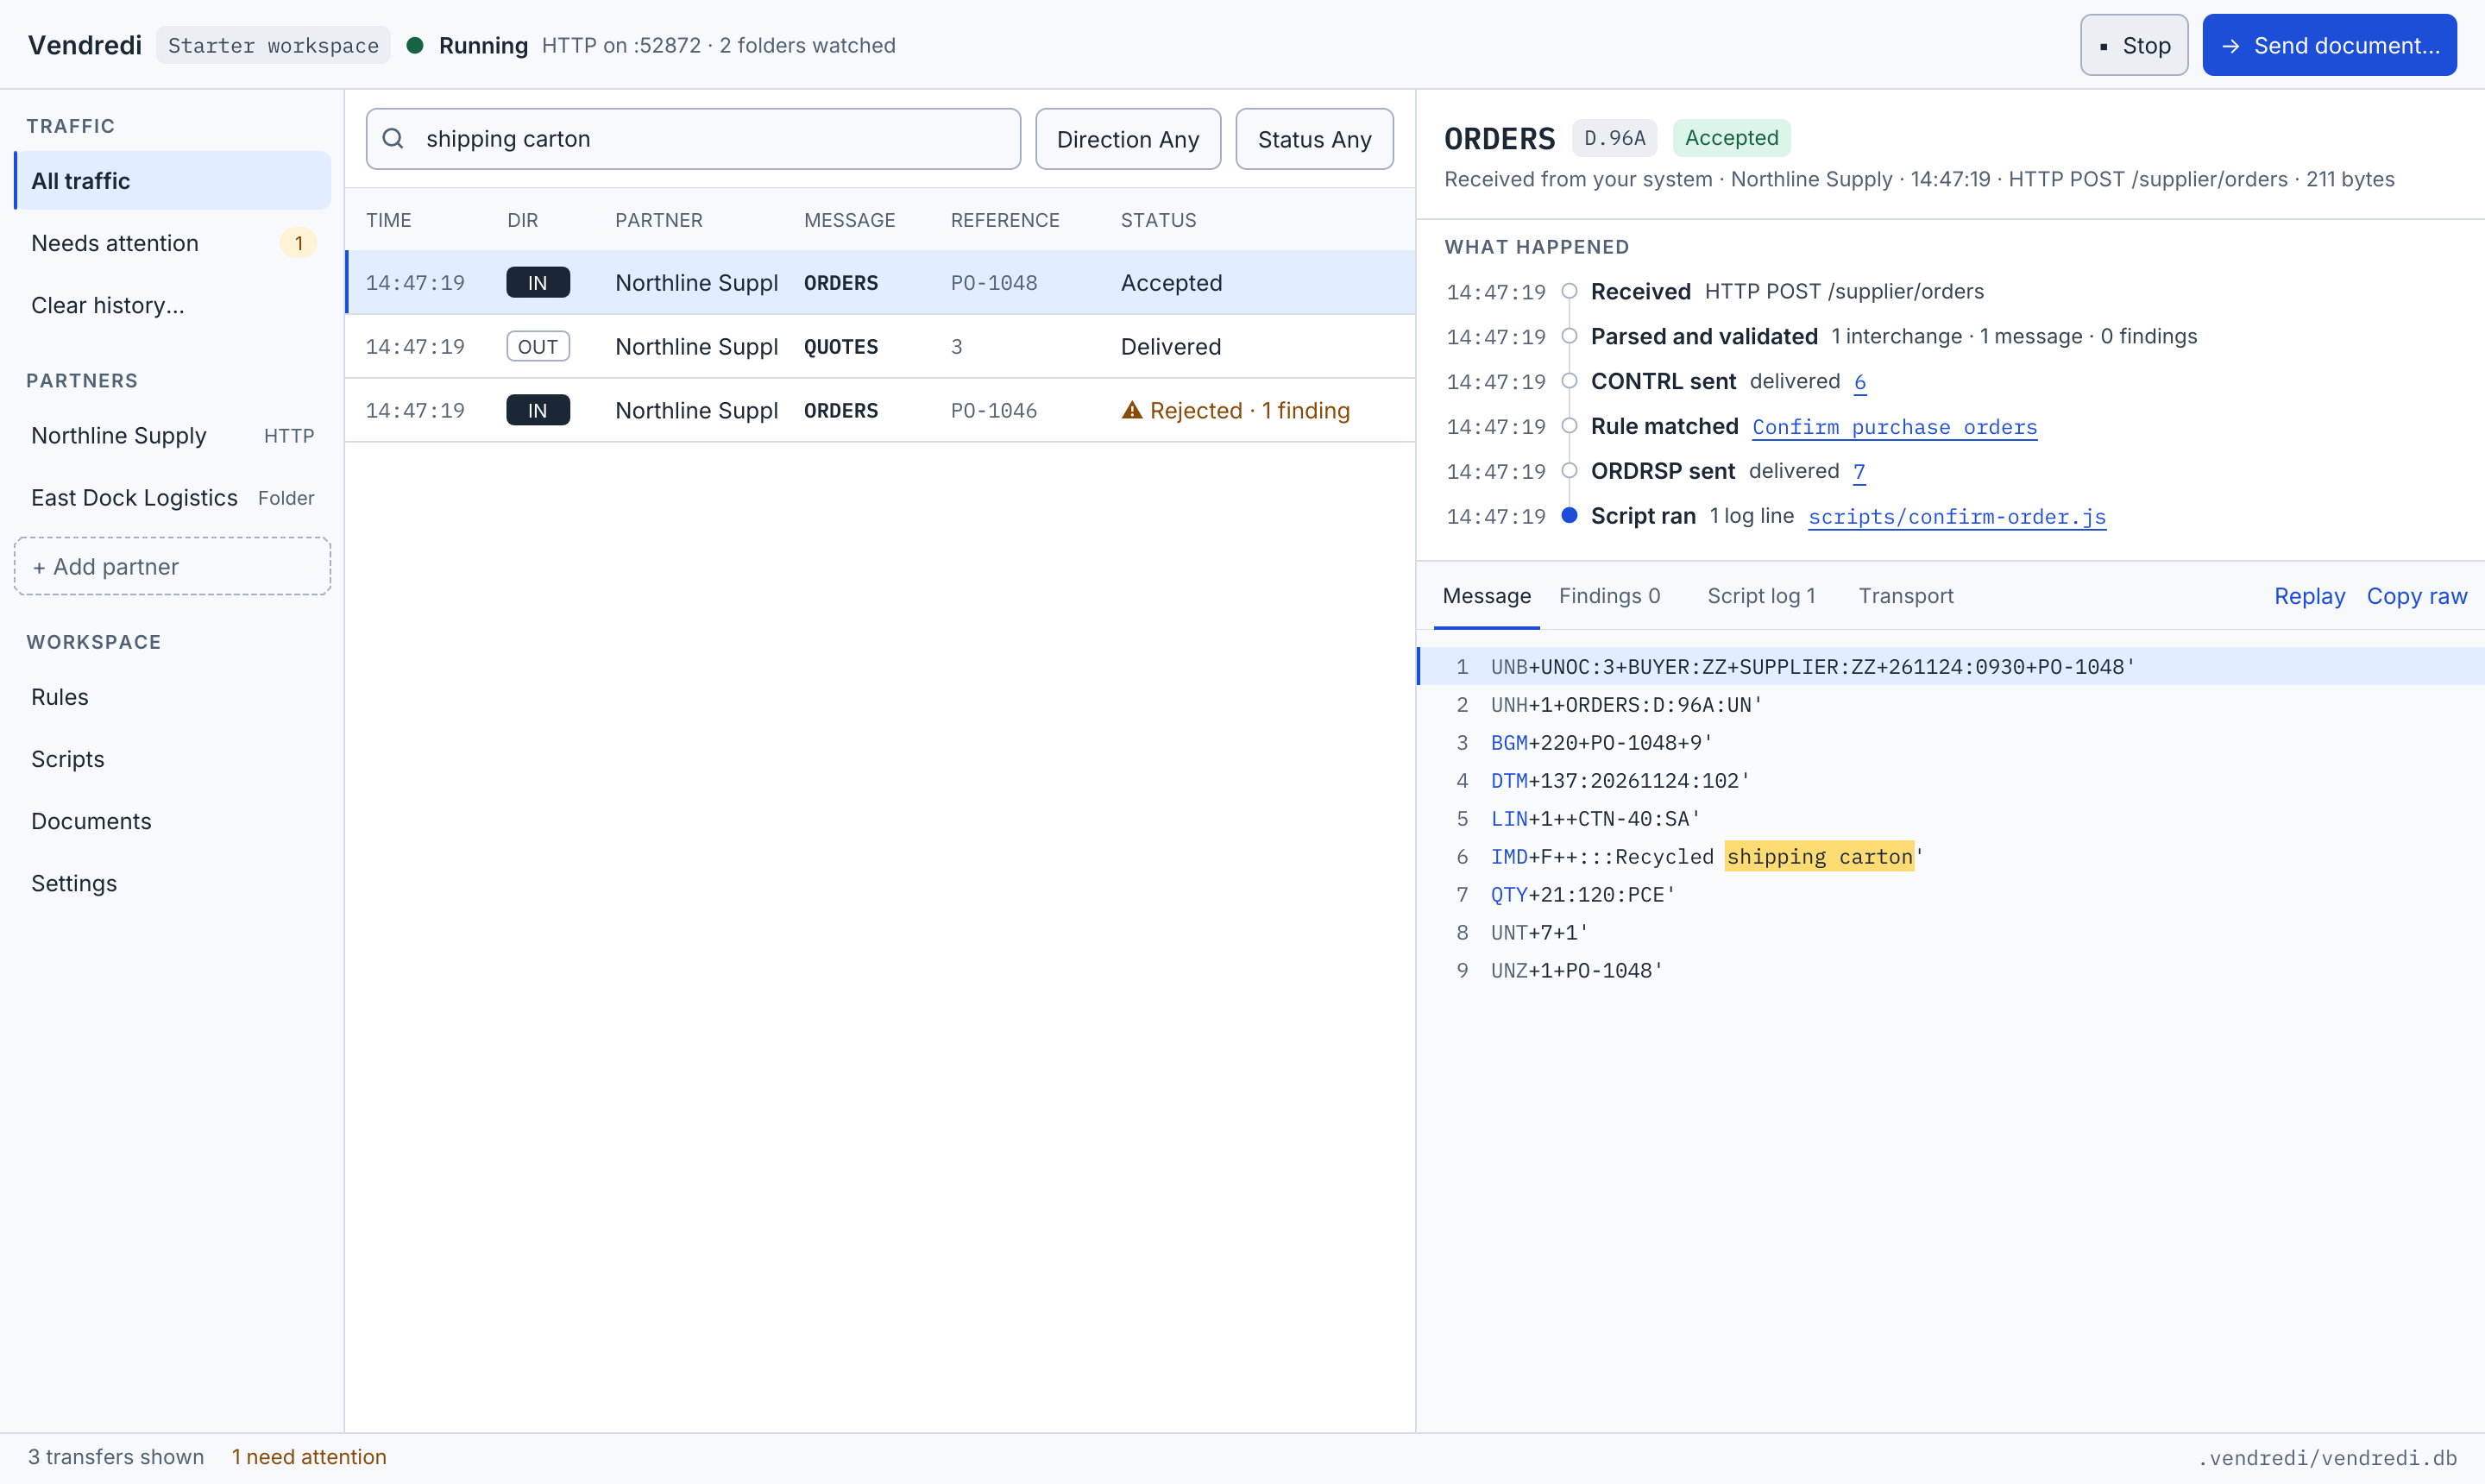 Vendredi Starter workspace Running HTTP on :52872 · 2 folders watched Stop → Send document...
TRAFFIC
All traffic
Needs attention 1
Clear history...
PARTNERS
Northline Supply HTTP
East Dock Logistics Folder
+ Add partner
WORKSPACE
Rules
Scripts
Documents
Settings
shipping carton Direction Any Status Any
TIME DIR PARTNER MESSAGE REFERENCE STATUS
14:47:19 IN Northline Suppl ORDERS PO-1048 Accepted
14:47:19 OUT Northline Suppl QUOTES 3 Delivered
14:47:19 IN Northline Suppl ORDERS PO-1046 Rejected · 1 finding
ORDERS D.96A Accepted
Received from your system · Northline Supply · 14:47:19 · HTTP POST /supplier/orders · 211 bytes
WHAT HAPPENED
14:47:19 Received HTTP POST /supplier/orders
14:47:19 Parsed and validated 1 interchange · 1 message · 0 findings
14:47:19 CONTRL sent delivered 6
14:47:19 Rule matched Confirm purchase orders
14:47:19 ORDRSP sent delivered 7
14:47:19 Script ran 1 log line scripts/confirm-order.js
Message Findings 0 Script log 1 Transport Replay Copy raw
1 UNB+UNOC:3+BUYER:ZZ+SUPPLIER:ZZ+261124:0930+PO-1048'
2 UNH+1+ORDERS:D:96A:UN'
3 BGM+220+PO-1048+9'
4 DTM+137:20261124:102'
5 LIN+1++CTN-40:SA'
6 IMD+F++:::Recycled shipping carton'
7 QTY+21:120:PCE'
8 UNT+7+1'
9 UNZ+1+PO-1048'
3 transfers shown 1 need attention .vendredi/vendredi.db